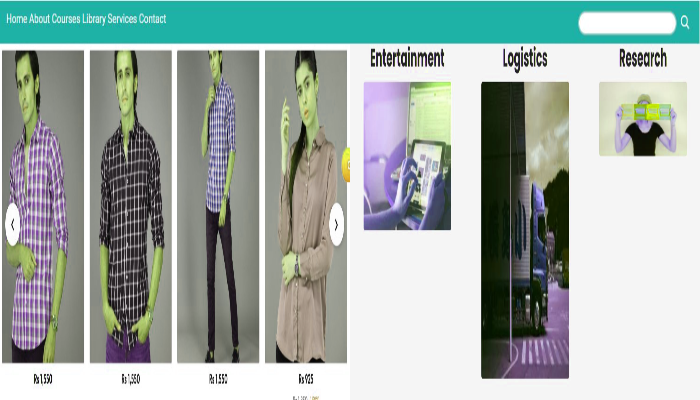 Home About Courses Library Services Contact
Entertainment
Logistics
Research
Rs 1,550
Rs 1,550
Rs 1,550
Rs 925